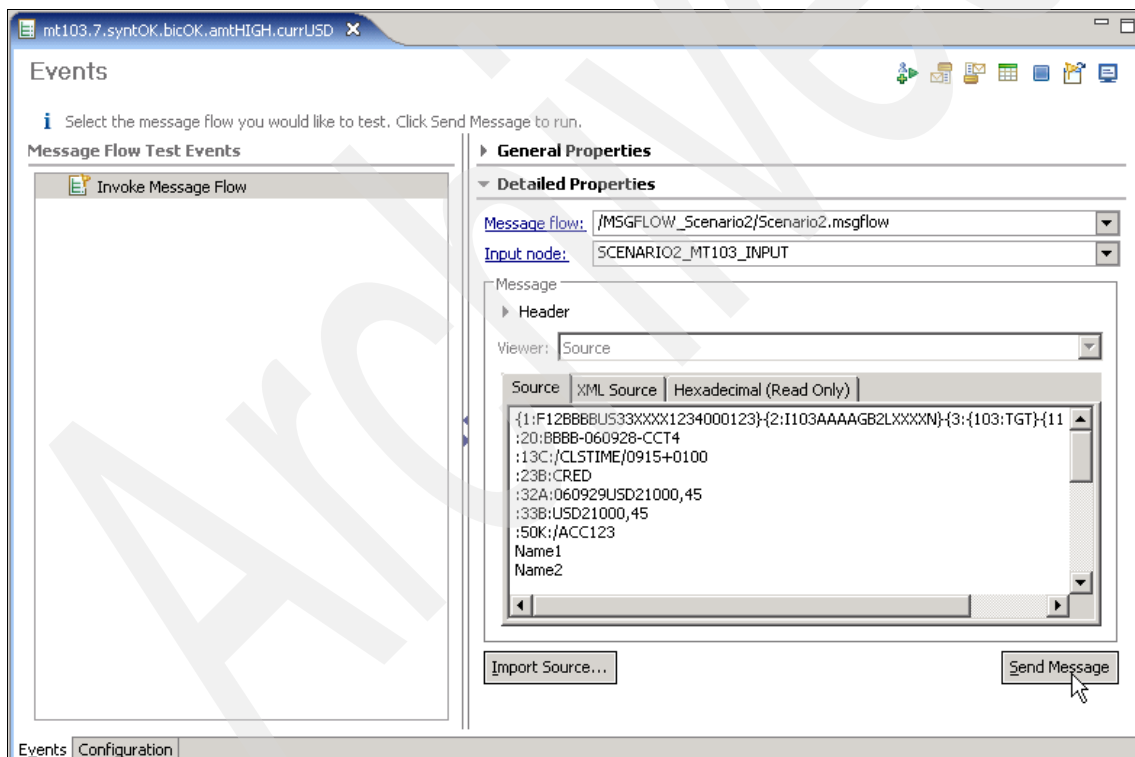 mt103.7.syntOK.bicOK.amtHIGH.currUSD
Events
Select the message flow you would like to test. Click Send Message to run.
Message Flow Test Events
Invoke Message Flow
General Properties
Detailed Properties
Message flow: /MSGFLOW_Scenario2/Scenario2.msgflow
Input node: SCENARIO2_MT103_INPUT
Message
Header
Viewer: Source
Source XML Source Hexadecimal (Read Only)
{1:F12BBBBUS33XXXX1234000123}{2:I103AAAAGB2LXXXXN}{3:{103:TGT}{11
:20:BBBB-060928-CCT4
:13C:/CLSTIME/0915+0100
:23B:CRED
:32A:060929USD21000,45
:33B:USD21000,45
:50K:/ACC123
Name1
Name2
Import Source... Send Message
Events Configuration
Archive